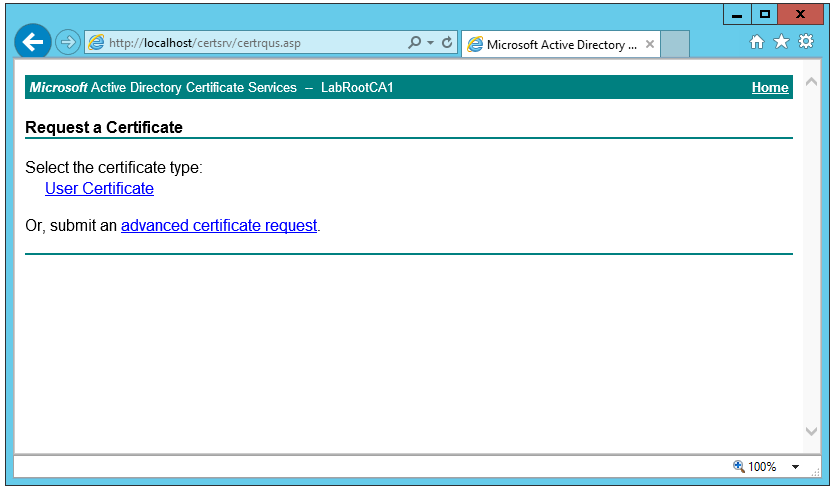 http://localhost/certsrv/certrqus.asp
Microsoft Active Directory ...
Microsoft Active Directory Certificate Services -- LabRootCA1 Home
Request a Certificate
Select the certificate type:
User Certificate
Or, submit an advanced certificate request.
100%